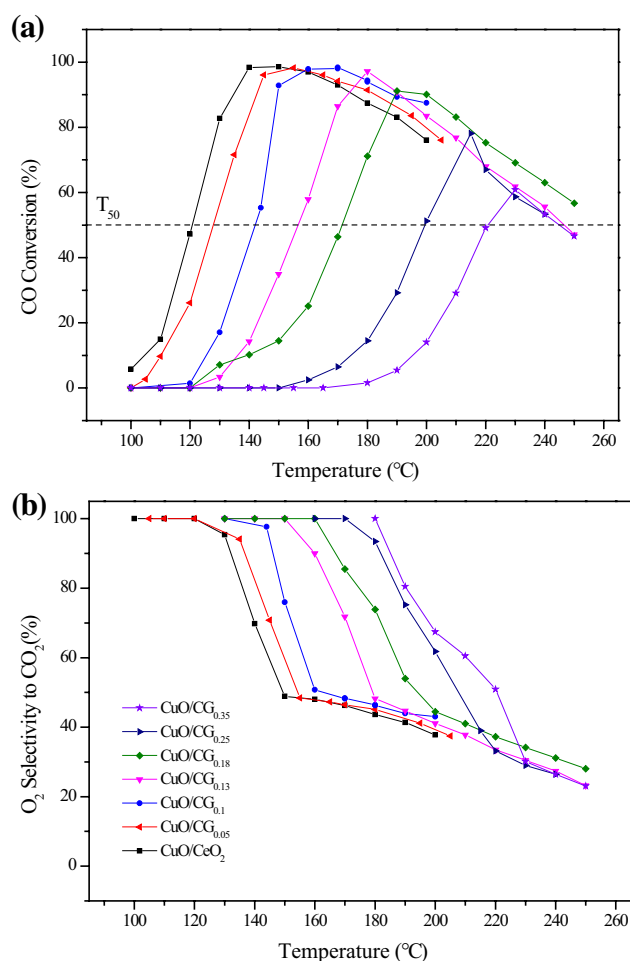 (a)
100
80
60
40
20
0
CO Conversion (%)
T50
100 120 140 160 180 200 220 240 260
Temperature (℃)
(b)
100
80
60
40
20
0
O2 Selectivity to CO2(%)
CuO/CG0.35
CuO/CG0.25
CuO/CG0.18
CuO/CG0.13
CuO/CG0.1
CuO/CG0.05
CuO/CeO2
100 120 140 160 180 200 220 240 260
Temperature (℃)